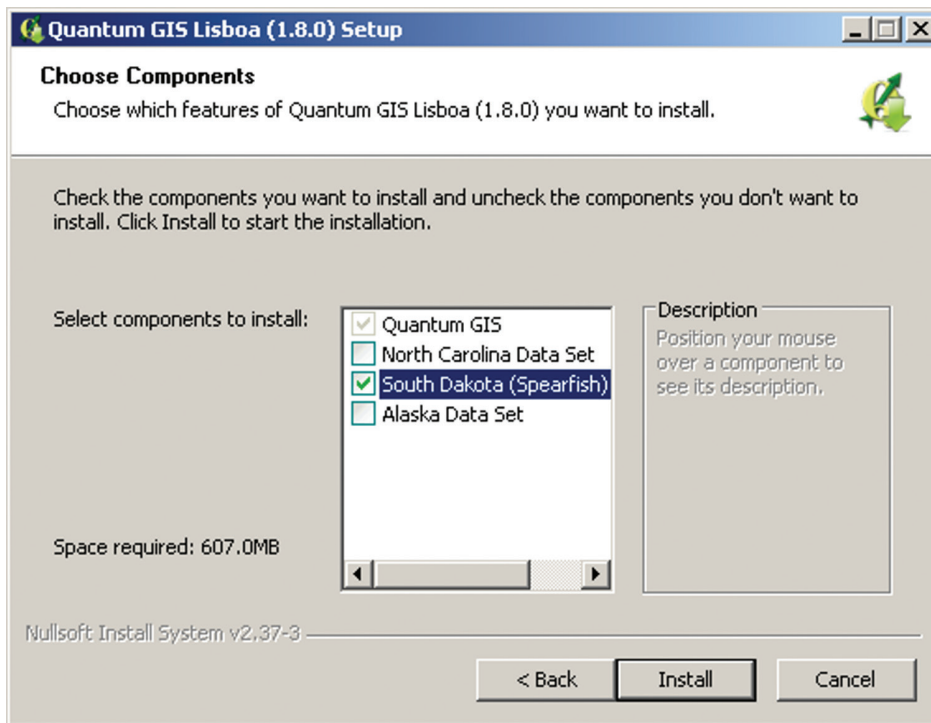 Quantum GIS Lisboa (1.8.0) Setup
Choose Components
Choose which features of Quantum GIS Lisboa (1.8.0) you want to install.
Check the components you want to install and uncheck the components you don't want to
install. Click Install to start the installation.
Select components to install:
Quantum GIS
North Carolina Data Set
South Dakota (Spearfish)
Alaska Data Set
Description
Position your mouse
over a component to
see its description.
Space required: 607.0MB
Nullsoft Install System v2.37-3
< Back
Install
Cancel